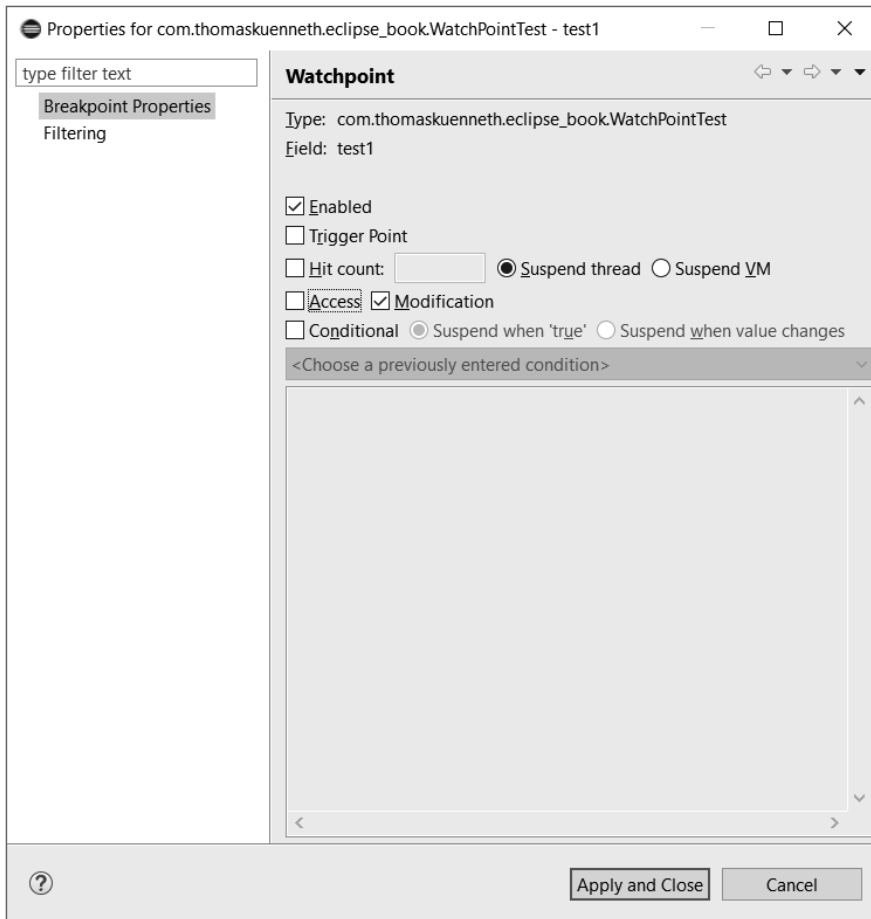 Properties for com.thomaskuenneth.eclipse_book.WatchPointTest - test1
type filter text
Breakpoint Properties
Filtering
Watchpoint
Type: com.thomaskuenneth.eclipse_book.WatchPointTest
Field: test1
Enabled
Trigger Point
Hit count: Suspend thread Suspend VM
Access Modification
Conditional Suspend when 'true' Suspend when value changes
<Choose a previously entered condition>
?
Apply and Close Cancel